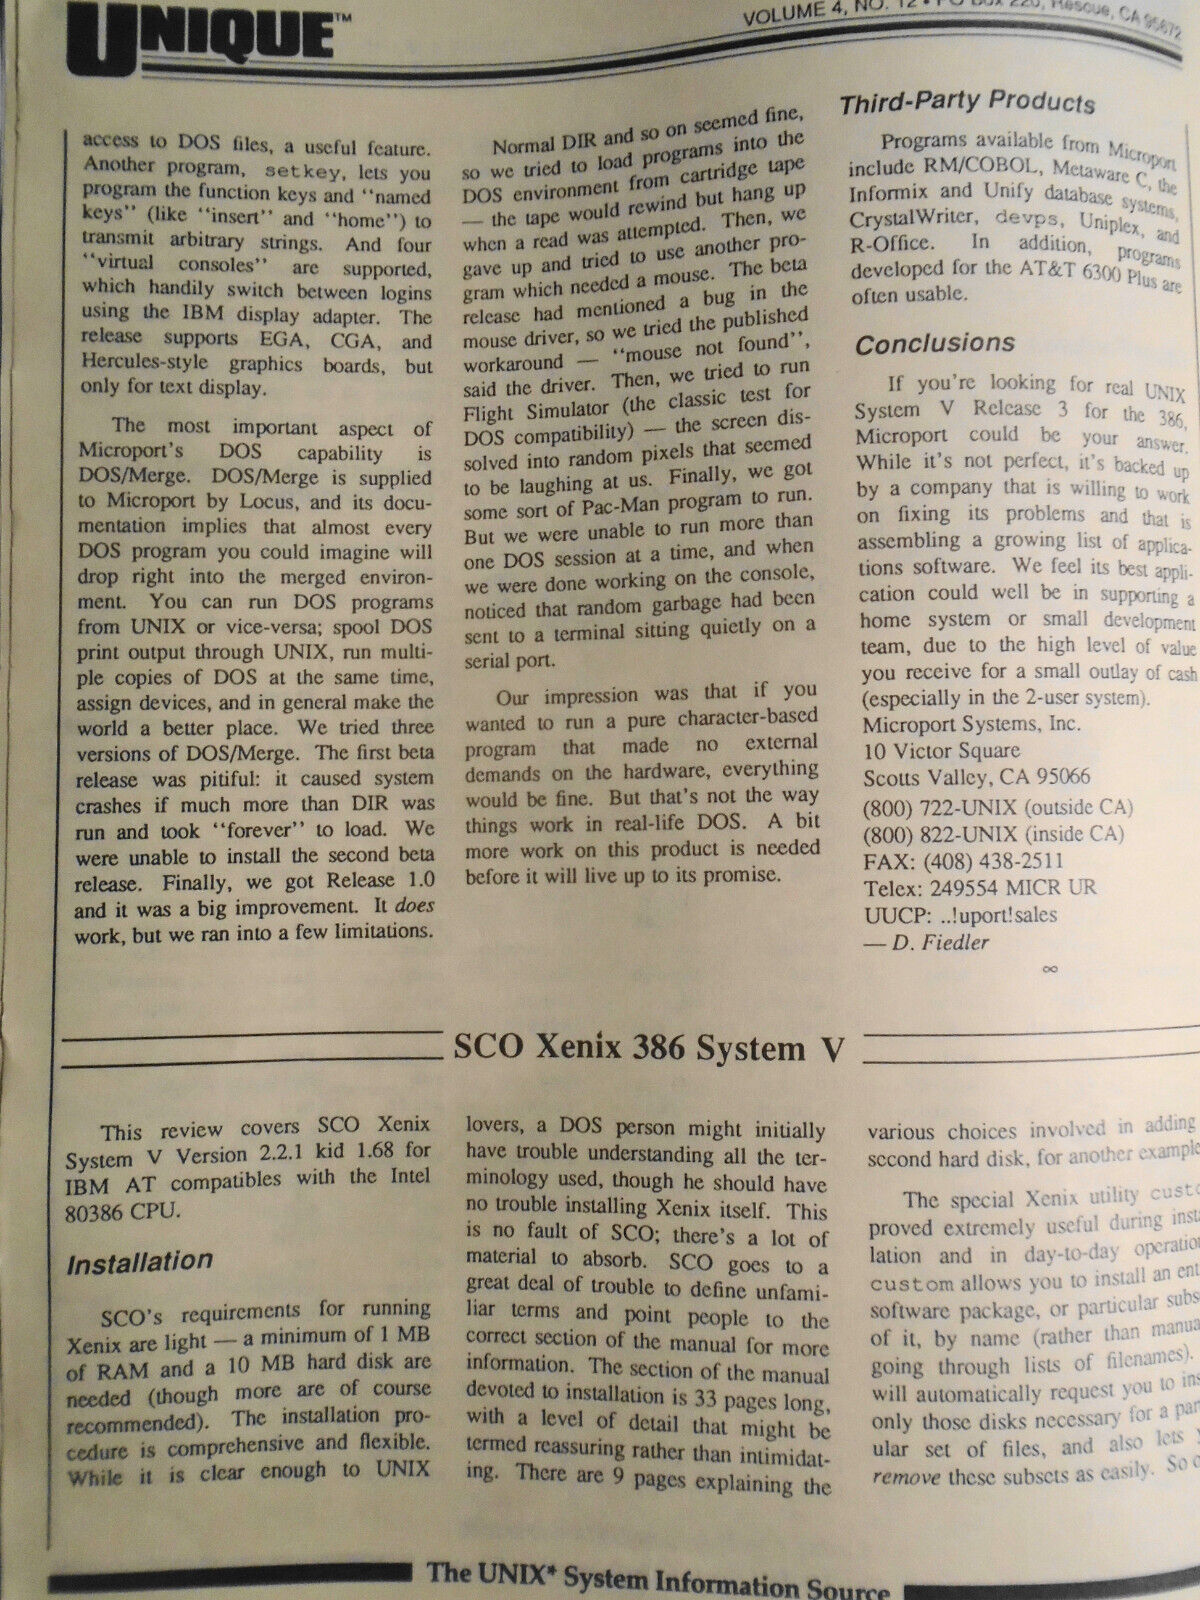 UNIQUE™
VOLUME 4, NO. 12 • PO Box 220, Rescue, CA 95672
access to DOS files, a useful feature.
Another program, setkey, lets you
program the function keys and "named
keys" (like "insert" and "home") to
transmit arbitrary strings. And four
"virtual consoles" are supported,
which handily switch between logins
using the IBM display adapter. The
release supports EGA, CGA, and
Hercules-style graphics boards, but
only for text display.
The most important aspect of
Microport's DOS capability is
DOS/Merge. DOS/Merge is supplied
to Microport by Locus, and its docu-
mentation implies that almost every
DOS program you could imagine will
drop right into the merged environ-
ment. You can run DOS programs
from UNIX or vice-versa; spool DOS
print output through UNIX, run multi-
ple copies of DOS at the same time,
assign devices, and in general make the
world a better place. We tried three
versions of DOS/Merge. The first beta
release was pitiful: it caused system
crashes if much more than DIR was
run and took "forever" to load. We
were unable to install the second beta
release. Finally, we got Release 1.0
and it was a big improvement. It does
work, but we ran into a few limitations.
Normal DIR and so on seemed fine,
so we tried to load programs into the
DOS environment from cartridge tape
— the tape would rewind but hang up
when a read was attempted. Then, we
gave up and tried to use another pro-
gram which needed a mouse. The beta
release had mentioned a bug in the
mouse driver, so we tried the published
workaround — "mouse not found",
said the driver. Then, we tried to run
Flight Simulator (the classic test for
DOS compatibility) — the screen dis-
solved into random pixels that seemed
to be laughing at us. Finally, we got
some sort of Pac-Man program to run.
But we were unable to run more than
one DOS session at a time, and when
we were done working on the console,
noticed that random garbage had been
sent to a terminal sitting quietly on a
serial port.
Our impression was that if you
wanted to run a pure character-based
program that made no external
demands on the hardware, everything
would be fine. But that's not the way
things work in real-life DOS. A bit
more work on this product is needed
before it will live up to its promise.
Third-Party Products
Programs available from Microport
include RM/COBOL, Metaware C, the
Informix and Unify database systems,
CrystalWriter, devps, Uniplex, and
R-Office. In addition, programs
developed for the AT&T 6300 Plus are
often usable.
Conclusions
If you're looking for real UNIX
System V Release 3 for the 386,
Microport could be your answer.
While it's not perfect, it's backed up
by a company that is willing to work
on fixing its problems and that is
assembling a growing list of applica-
tions software. We feel its best appli-
cation could well be in supporting a
home system or small development
team, due to the high level of value
you receive for a small outlay of cash
(especially in the 2-user system).
Microport Systems, Inc.
10 Victor Square
Scotts Valley, CA 95066
(800) 722-UNIX (outside CA)
(800) 822-UNIX (inside CA)
FAX: (408) 438-2511
Telex: 249554 MICR UR
UUCP: ..!uport!sales
— D. Fiedler
∞
SCO Xenix 386 System V
This review covers SCO Xenix
System V Version 2.2.1 kid 1.68 for
IBM AT compatibles with the Intel
80386 CPU.
Installation
SCO's requirements for running
Xenix are light — a minimum of 1 MB
of RAM and a 10 MB hard disk are
needed (though more are of course
recommended). The installation pro-
cedure is comprehensive and flexible.
While it is clear enough to UNIX
lovers, a DOS person might initially
have trouble understanding all the ter-
minology used, though he should have
no trouble installing Xenix itself. This
is no fault of SCO; there's a lot of
material to absorb. SCO goes to a
great deal of trouble to define unfami-
liar terms and point people to the
correct section of the manual for more
information. The section of the manual
devoted to installation is 33 pages long,
with a level of detail that might be
termed reassuring rather than intimidat-
ing. There are 9 pages explaining the
various choices involved in adding
second hard disk, for another example
The special Xenix utility custo
proved extremely useful during insta
lation and in day-to-day operation
custom allows you to install an ent
software package, or particular subs
of it, by name (rather than manua
going through lists of filenames).
will automatically request you to ins
only those disks necessary for a par
ular set of files, and also lets y
remove these subsets as easily. So o
The UNIX* System Information Source